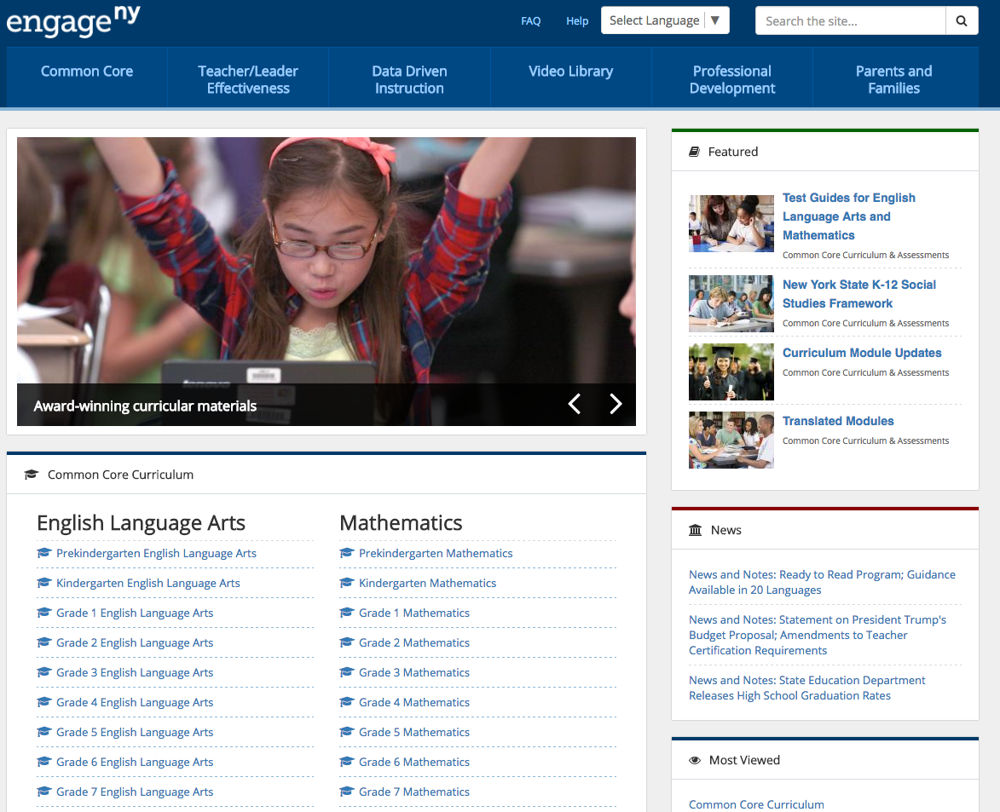 engage ny
FAQ
Help
Select Language ▼
Search the site...
Common Core
Teacher/Leader
Effectiveness
Data Driven
Instruction
Video Library
Professional
Development
Parents and
Families
lenovo
Award-winning curricular materials
Common Core Curriculum
English Language Arts
Prekindergarten English Language Arts
Kindergarten English Language Arts
Grade 1 English Language Arts
Grade 2 English Language Arts
Grade 3 English Language Arts
Grade 4 English Language Arts
Grade 5 English Language Arts
Grade 6 English Language Arts
Grade 7 English Language Arts
Mathematics
Prekindergarten Mathematics
Kindergarten Mathematics
Grade 1 Mathematics
Grade 2 Mathematics
Grade 3 Mathematics
Grade 4 Mathematics
Grade 5 Mathematics
Grade 6 Mathematics
Grade 7 Mathematics
Featured
Test Guides for English
Language Arts and
Mathematics
Common Core Curriculum & Assessments
New York State K-12 Social
Studies Framework
Common Core Curriculum & Assessments
Curriculum Module Updates
Common Core Curriculum & Assessments
Translated Modules
Common Core Curriculum & Assessments
News
News and Notes: Ready to Read Program; Guidance
Available in 20 Languages
News and Notes: Statement on President Trump's
Budget Proposal; Amendments to Teacher
Certification Requirements
News and Notes: State Education Department
Releases High School Graduation Rates
Most Viewed
Common Core Curriculum